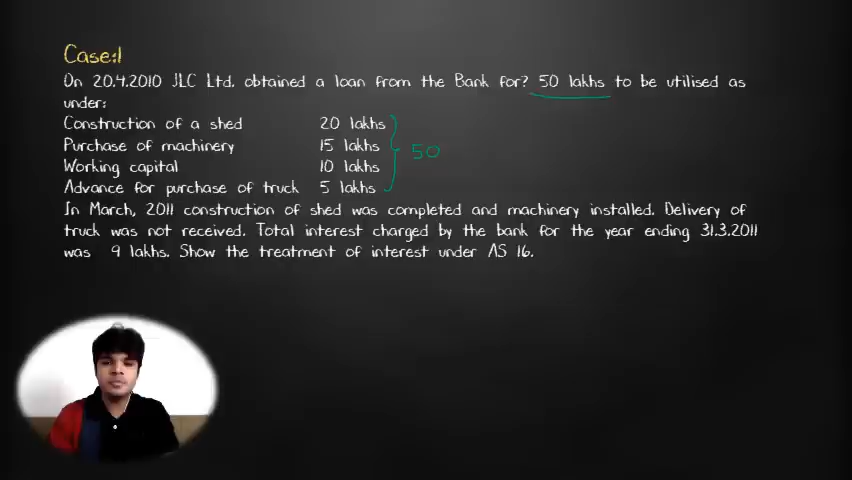 Case:1
On 20.4.2010 JLC Ltd. obtained a loan from the Bank for? 50 lakhs to be utilised as
under:
Construction of a shed 20 lakhs
Purchase of machinery 15 lakhs
50
Working capital 10 lakhs
Advance for purchase of truck 5 lakhs
In March, 2011 construction of shed was completed and machinery installed. Delivery of
truck was not received. Total interest charged by the bank for the year ending 31.3.2011
was 9 lakhs. Show the treatment of interest under AS 16.